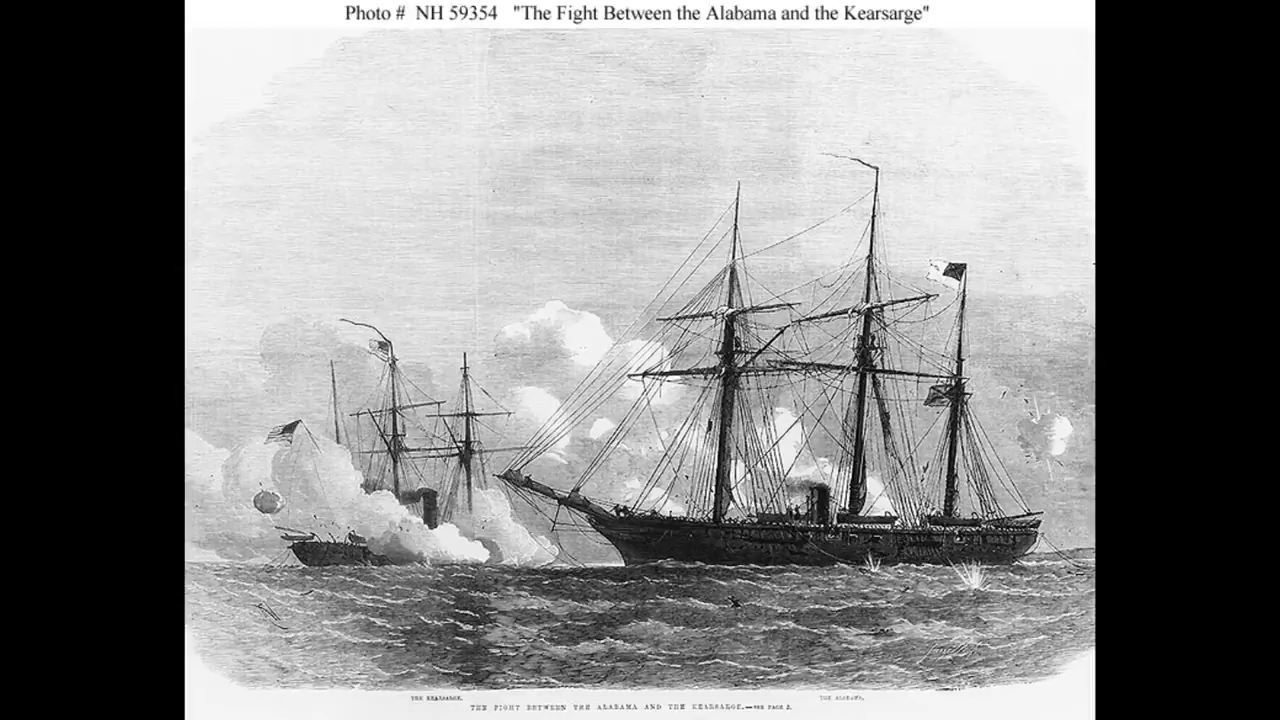 Photo # NH 59354 "The Fight Between the Alabama and the Kearsarge"
THE KEARSARGE. THE ALABAMA.
THE FIGHT BETWEEN THE ALABAMA AND THE KEARSARGE.—SEE PAGE 2.